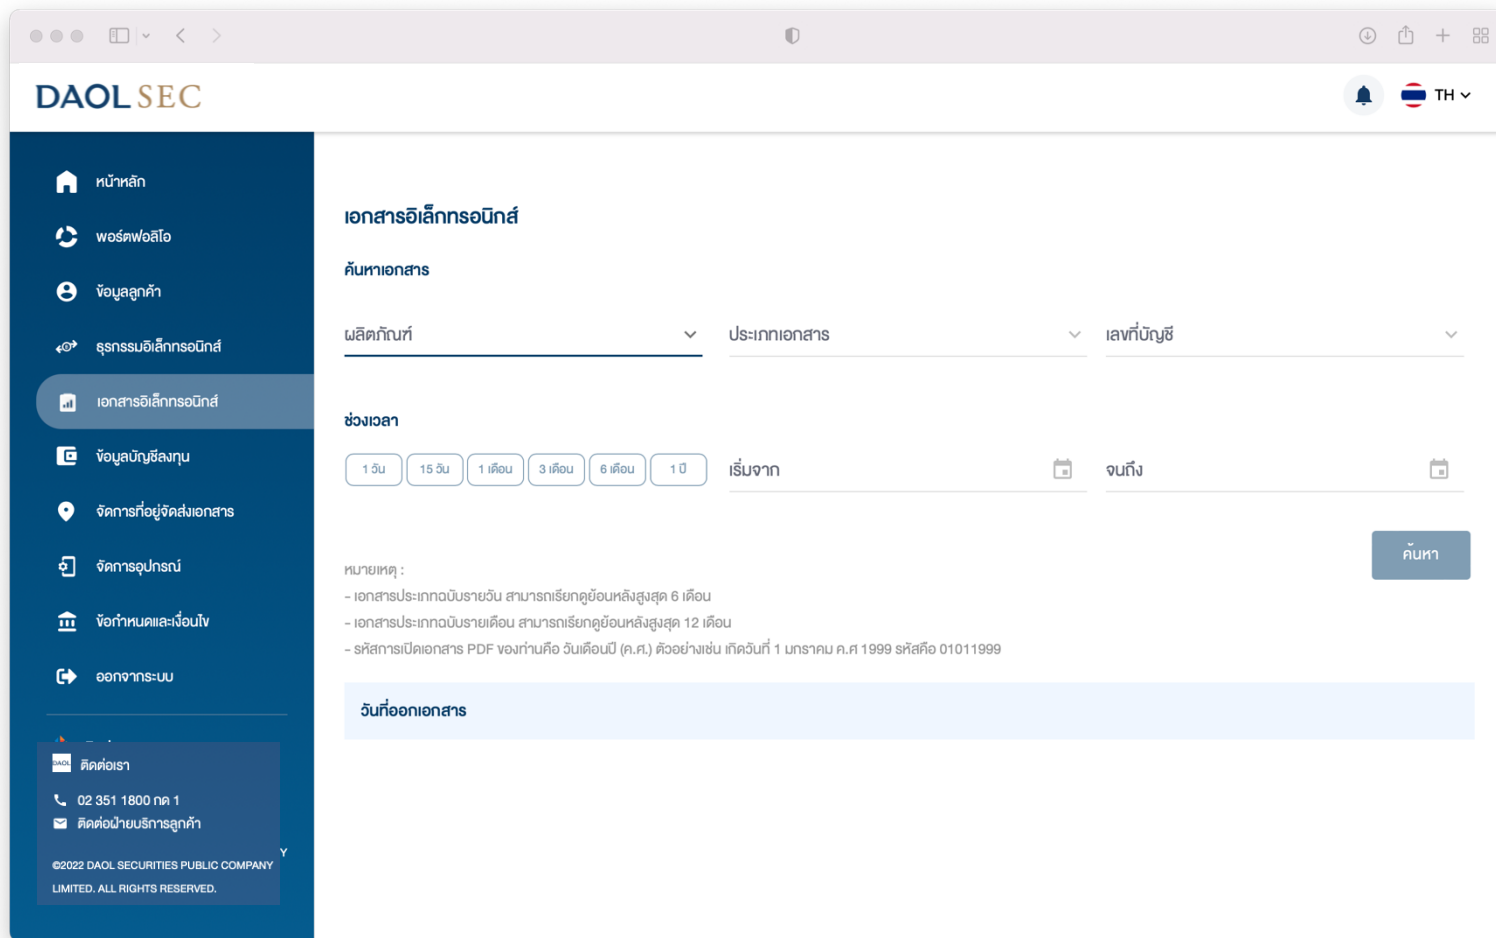 DAOL SEC
TH
หน้าหลัก
พอร์ตฟอลิโอ
ข้อมูลลูกค้า
ธุรกรรมอิเล็กทรอนิกส์
เอกสารอิเล็กทรอนิกส์
ข้อมูลบัญชีลงทุน
จัดการที่อยู่จัดส่งเอกสาร
จัดการอุปกรณ์
ข้อกำหนดและเงื่อนไข
ออกจากระบบ
DAOL ติดต่อเรา
02 351 1800 กด 1
ติดต่อฝ่ายบริการลูกค้า
Y
©2022 DAOL SECURITIES PUBLIC COMPANY
LIMITED. ALL RIGHTS RESERVED.
เอกสารอิเล็กทรอนิกส์
ค้นหาเอกสาร
ผลิตภัณฑ์ ประเภทเอกสาร เลขที่บัญชี
ช่วงเวลา
1 วัน 15 วัน 1 เดือน 3 เดือน 6 เดือน 1 ปี เริ่มจาก จนถึง
ค้นหา
หมายเหตุ :
- เอกสารประเภทฉบับรายวัน สามารถเรียกดูย้อนหลังสูงสุด 6 เดือน
- เอกสารประเภทฉบับรายเดือน สามารถเรียกดูย้อนหลังสูงสุด 12 เดือน
- รหัสการเปิดเอกสาร PDF ของท่านคือ วันเดือนปี (ค.ศ.) ตัวอย่างเช่น เกิดวันที่ 1 มกราคม ค.ศ 1999 รหัสคือ 01011999
วันที่ออกเอกสาร